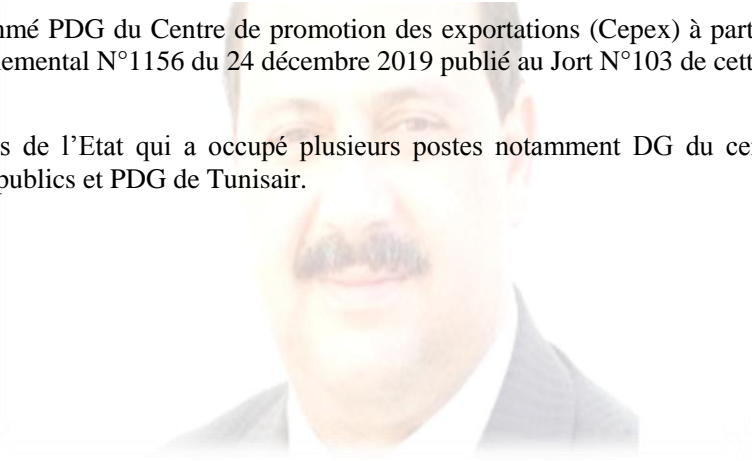 mmé PDG du Centre de promotion des exportations (Cepex) à part
nemental N°1156 du 24 décembre 2019 publié au Jort N°103 de cett
s de l’Etat qui a occupé plusieurs postes notamment DG du ce
publics et PDG de Tunisair.